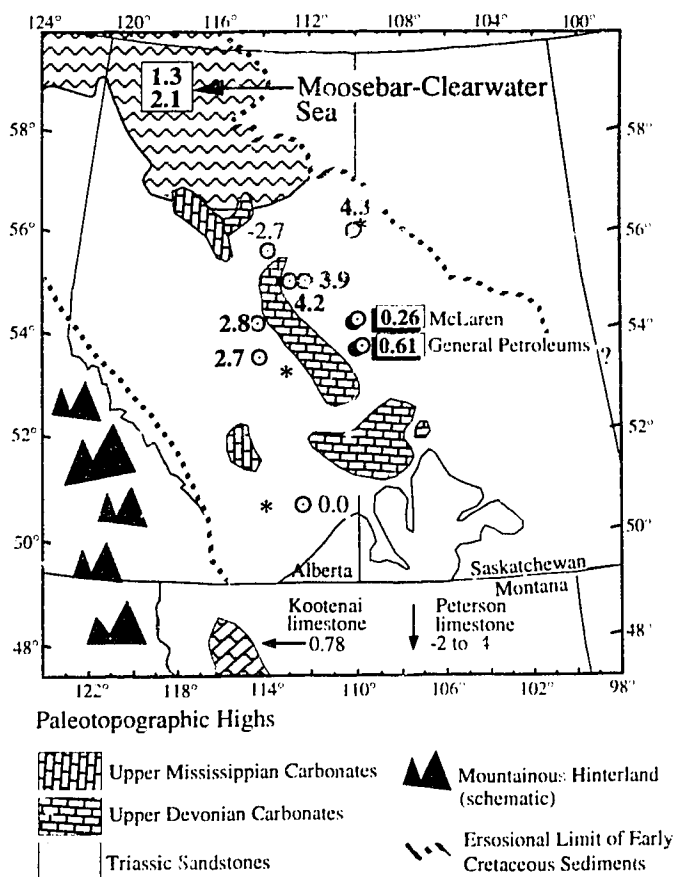 124° 120° 116° 112° 108° 104° 100°
1.3
2.1
Moosebar-Clearwater
Sea
58° 58°
4.3
*
56° -2.7 56°
3.9
4.2
54° 2.8 0.26 McLaren 54°
2.7 0.61 General Petroleums ?
*
52° 52°
* 0.0
50° 50°
Alberta Saskatchewan
Montana
Kootenai Peterson
limestone limestone
48° 0.78 -2 to 48°
122° 118° 114° 110° 106° 102° 98°
Paleotopographic Highs
Upper Mississippian Carbonates
Mountainous Hinterland
(schematic)
Upper Devonian Carbonates
Ersosional Limit of Early
Cretaceous Sediments
Triassic Sandstones